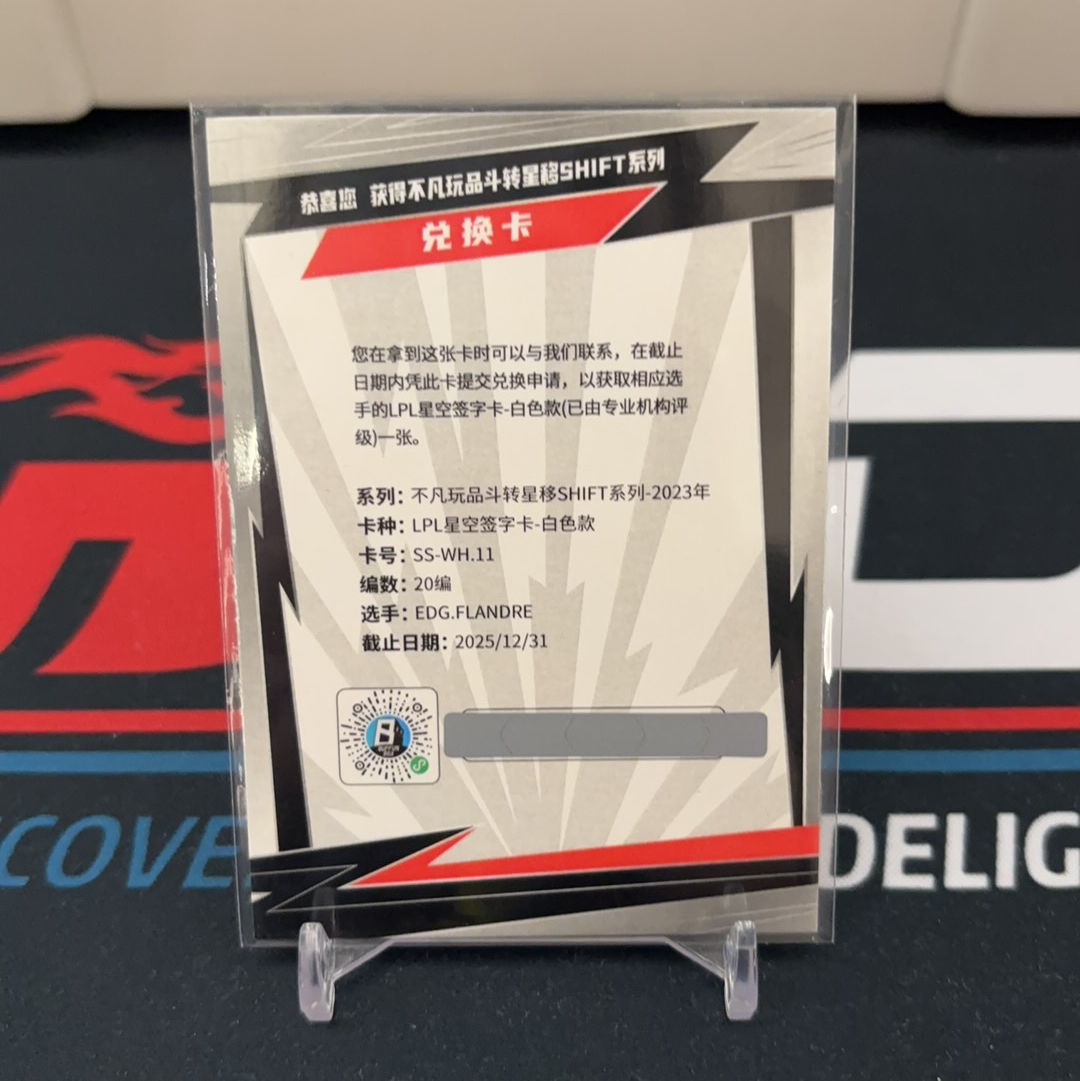 恭喜您 获得不凡玩品斗转星移SHIFT系列
兑换卡
您在拿到这张卡时可以与我们联系，在截止
日期内凭此卡提交兑换申请，以获取相应选
手的LPL星空签字卡-白色款(已由专业机构评
级)一张。
系列：不凡玩品斗转星移SHIFT系列-2023年
卡种：LPL星空签字卡-白色款
卡号：SS-WH.11
编数：20编
选手：EDG.FLANDRE
截止日期：2025/12/31
COVE
DELIG